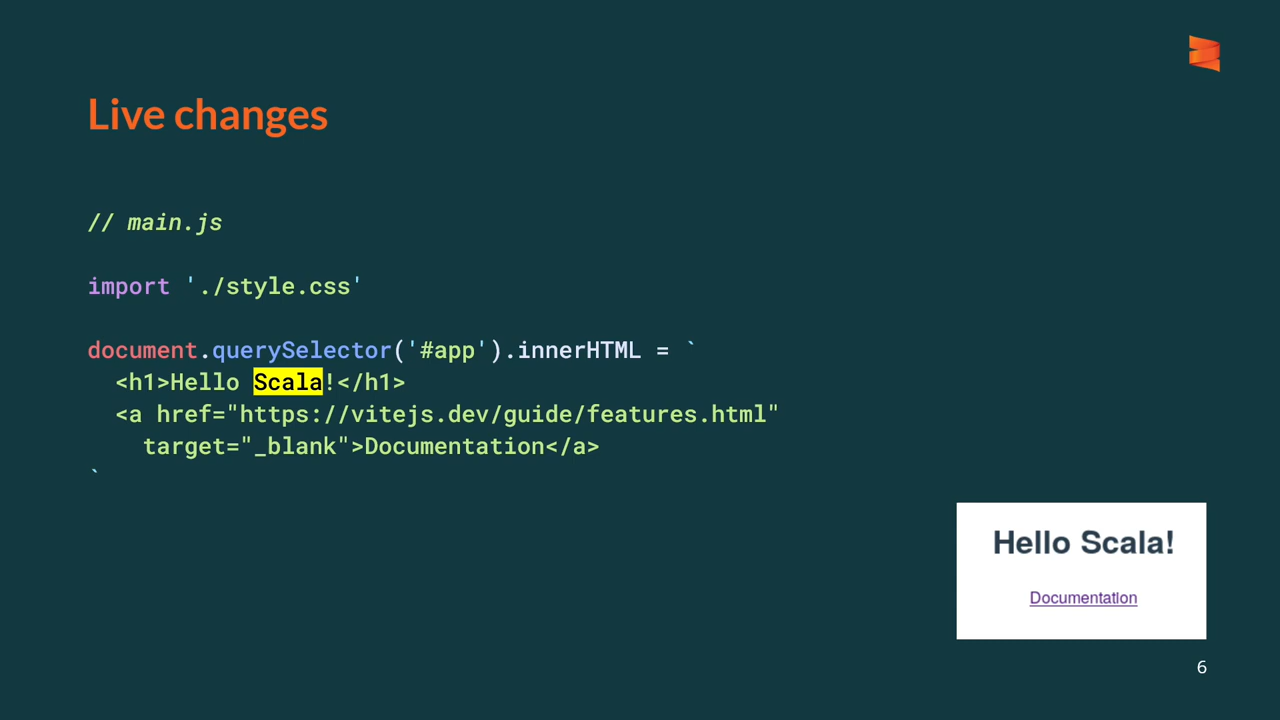 Live changes
// main.js
import './style.css'
document.querySelector('#app').innerHTML = `
  <h1>Hello Scala!</h1>
  <a href="https://vitejs.dev/guide/features.html"
    target="_blank">Documentation</a>
`
Hello Scala!
Documentation
6